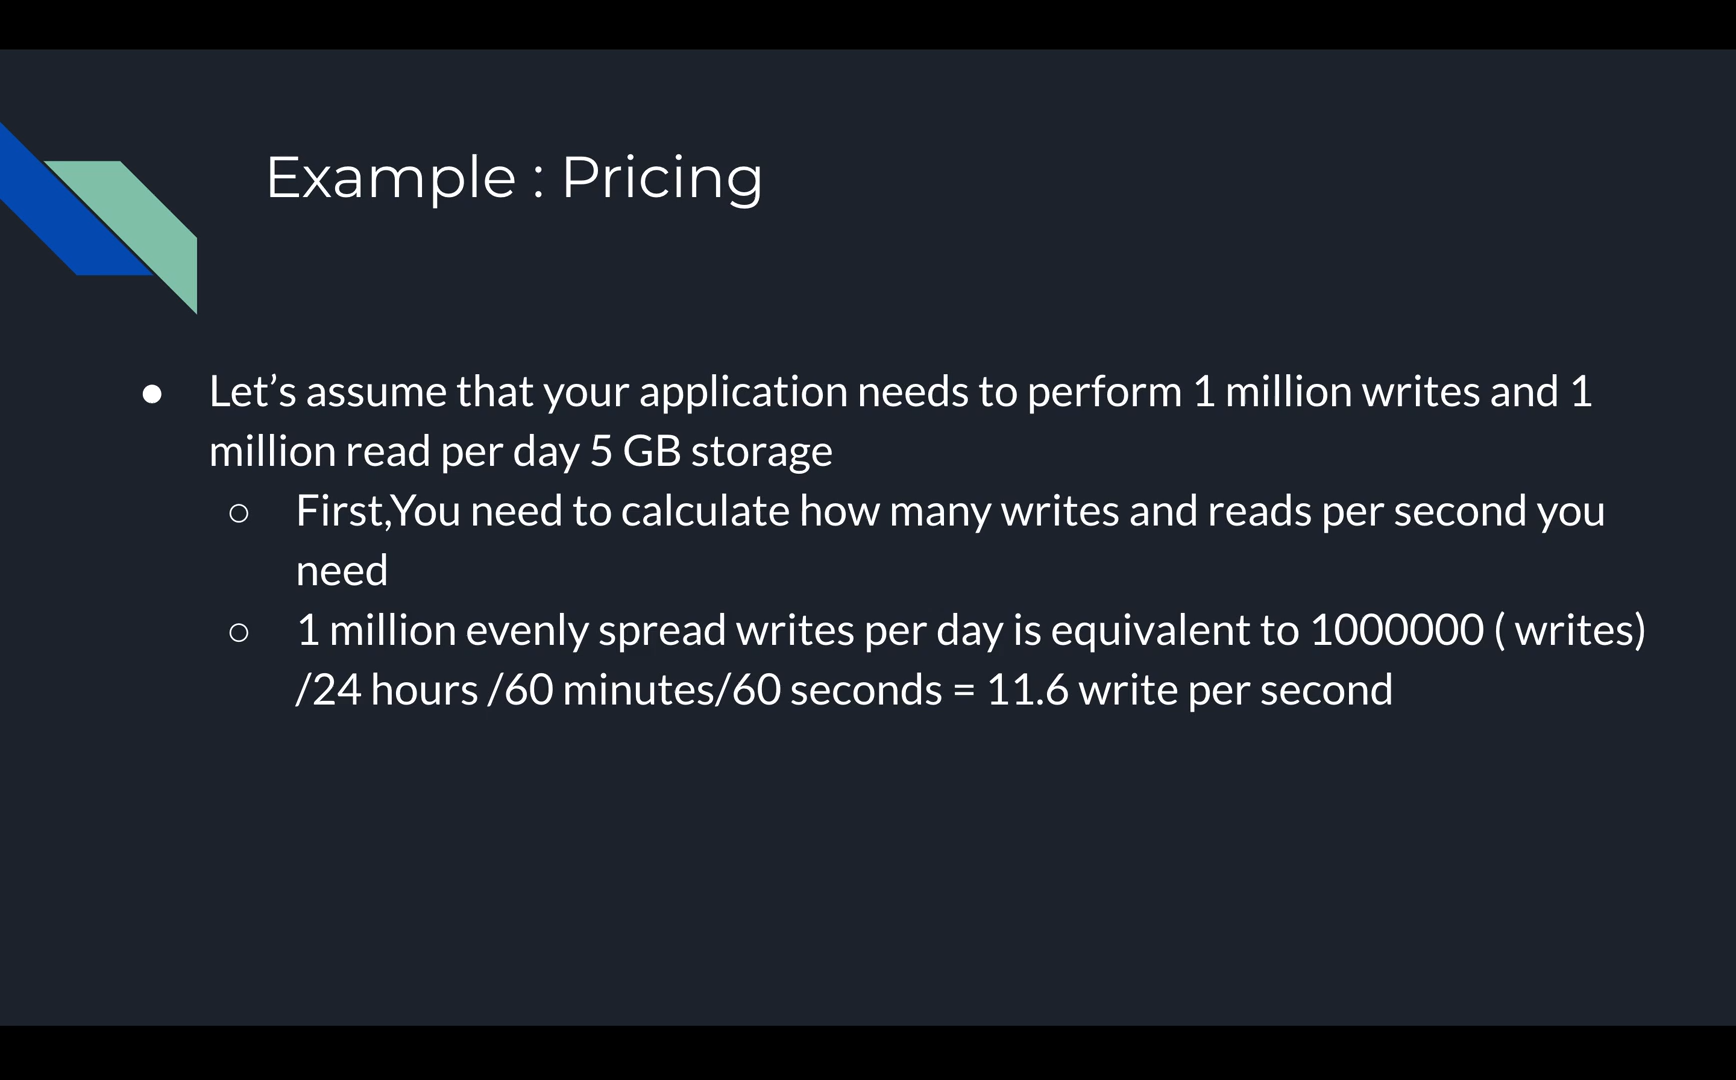 Example : Pricing
● Let’s assume that your application needs to perform 1 million writes and 1
million read per day 5 GB storage
○ First,You need to calculate how many writes and reads per second you
need
○ 1 million evenly spread writes per day is equivalent to 1000000 ( writes)
/24 hours /60 minutes/60 seconds = 11.6 write per second